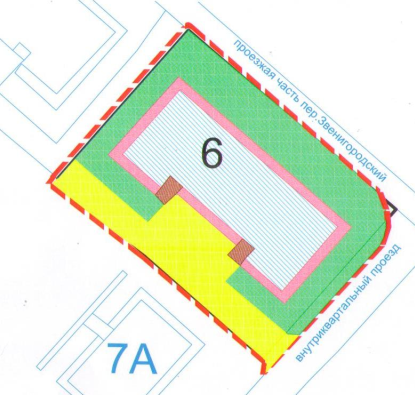 проезжая часть пер. Звенигородский
6
внутриквартальный проезд
7А